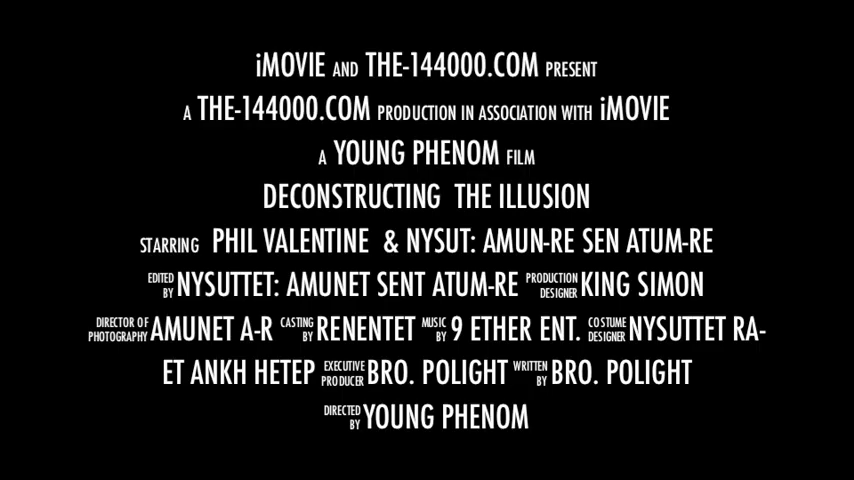 iMOVIE AND THE-144000.COM PRESENT
A THE-144000.COM PRODUCTION IN ASSOCIATION WITH iMOVIE
A YOUNG PHENOM FILM
DECONSTRUCTING THE ILLUSION
STARRING PHIL VALENTINE & NYSUT: AMUN-RE SEN ATUM-RE
EDITED BY NYSUTTET: AMUNET SENT ATUM-RE PRODUCTION DESIGNER KING SIMON
DIRECTOR OF PHOTOGRAPHY AMUNET A-R CASTING BY RENENTET MUSIC BY 9 ETHER ENT. COSTUME DESIGNER NYSUTTET RA-
ET ANKH HETEP EXECUTIVE PRODUCER BRO. POLIGHT WRITTEN BY BRO. POLIGHT
DIRECTED BY YOUNG PHENOM